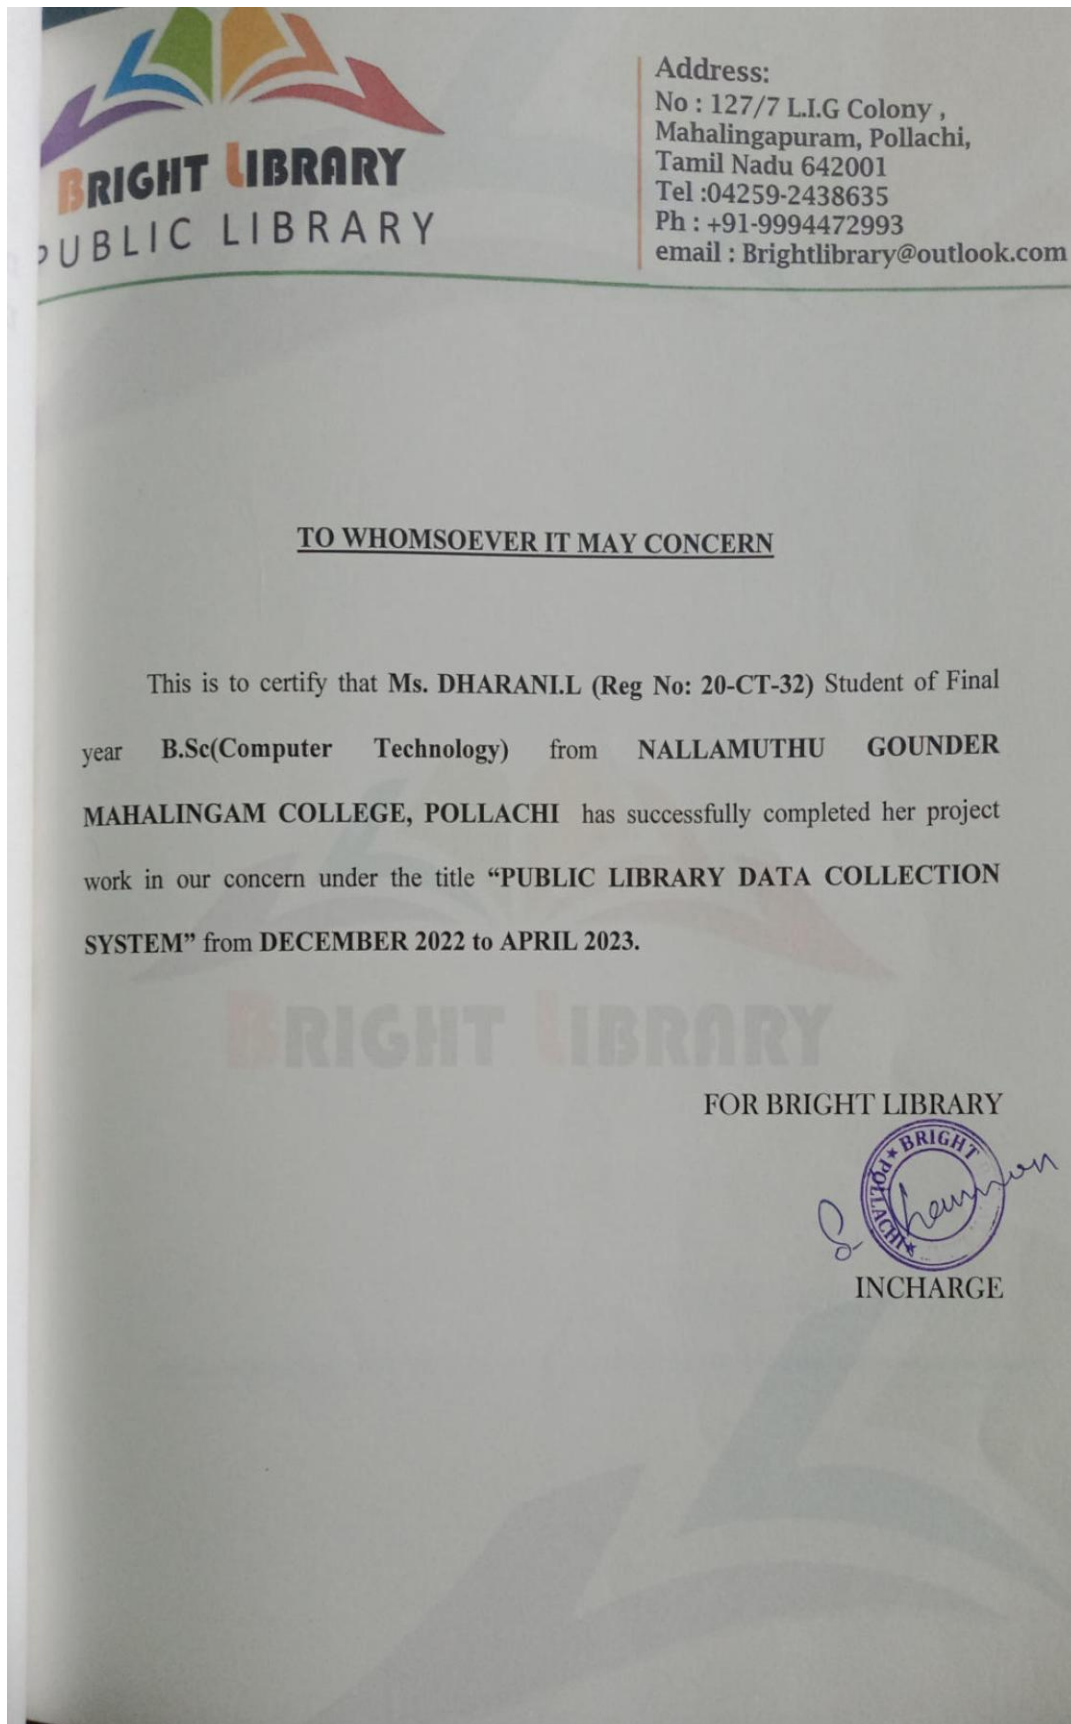 BRIGHT LIBRARY
PUBLIC LIBRARY
Address:
No : 127/7 L.I.G Colony ,
Mahalingapuram, Pollachi,
Tamil Nadu 642001
Tel :04259-2438635
Ph : +91-9994472993
email : Brightlibrary@outlook.com
TO WHOMSOEVER IT MAY CONCERN
This is to certify that Ms. DHARANI.L (Reg No: 20-CT-32) Student of Final
year B.Sc(Computer Technology) from NALLAMUTHU GOUNDER
MAHALINGAM COLLEGE, POLLACHI has successfully completed her project
work in our concern under the title “PUBLIC LIBRARY DATA COLLECTION
SYSTEM” from DECEMBER 2022 to APRIL 2023.
BRIGHT LIBRARY
FOR BRIGHT LIBRARY
★ BRIGHT
POLLACHI ★
S.
INCHARGE